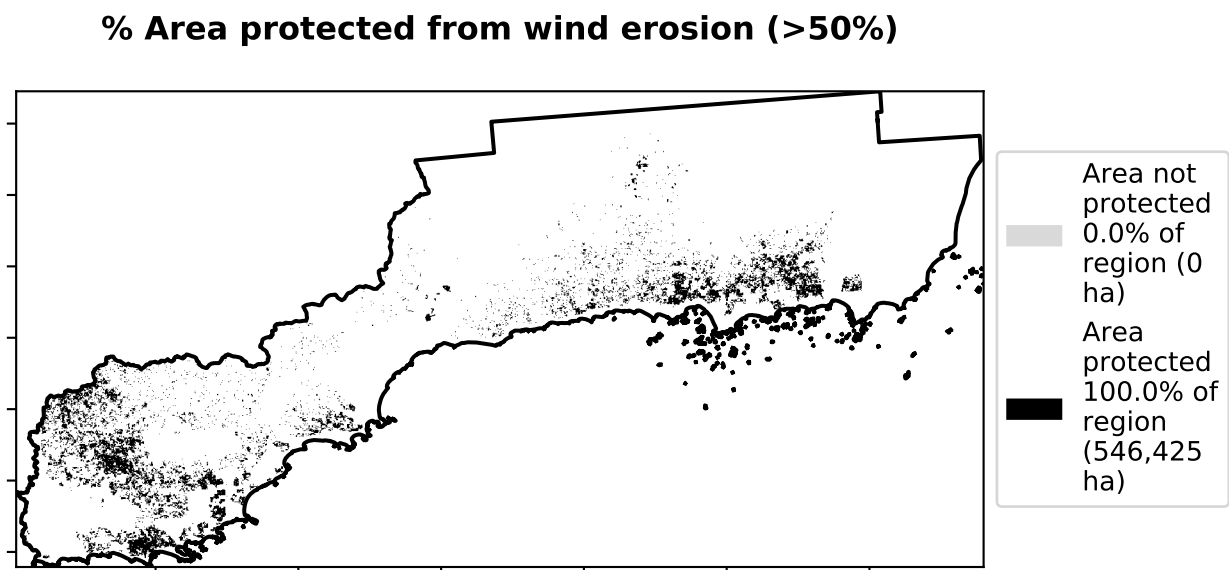 % Area protected from wind erosion (>50%)
Area not
protected
0.0% of
region (0
ha)
Area
protected
100.0% of
region
(546,425
ha)